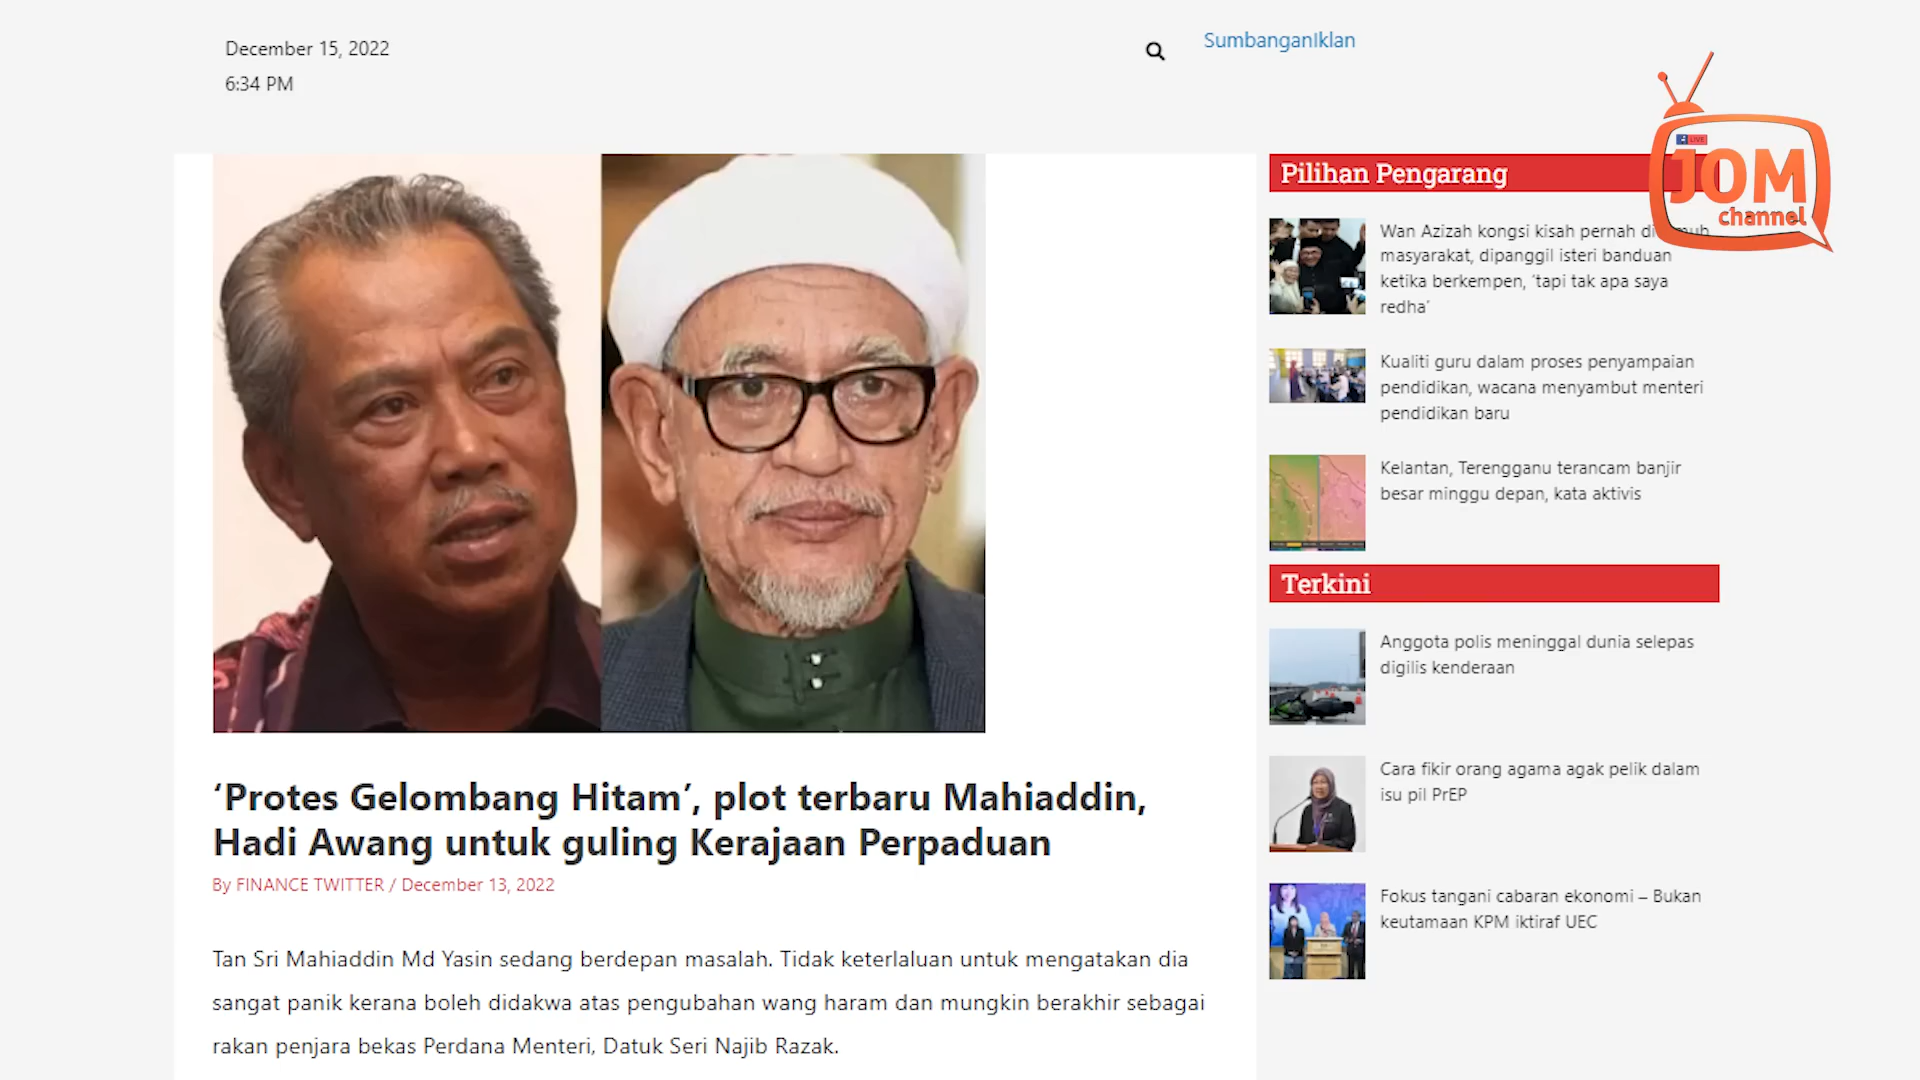 December 15, 2022
6:34 PM
SumbanganIklan
LIVE
JOM
channel
‘Protes Gelombang Hitam’, plot terbaru Mahiaddin,
Hadi Awang untuk guling Kerajaan Perpaduan
By FINANCE TWITTER / December 13, 2022
Tan Sri Mahiaddin Md Yasin sedang berdepan masalah. Tidak keterlaluan untuk mengatakan dia
sangat panik kerana boleh didakwa atas pengubahan wang haram dan mungkin berakhir sebagai
rakan penjara bekas Perdana Menteri, Datuk Seri Najib Razak.
Pilihan Pengarang
Wan Azizah kongsi kisah pernah
masyarakat, dipanggil isteri banduan
ketika berkempen, ‘tapi tak apa saya
redha’
Kualiti guru dalam proses penyampaian
pendidikan, wacana menyambut menteri
pendidikan baru
Kelantan, Terengganu terancam banjir
besar minggu depan, kata aktivis
Terkini
Anggota polis meninggal dunia selepas
digilis kenderaan
Cara fikir orang agama agak pelik dalam
isu pil PrEP
Fokus tangani cabaran ekonomi – Bukan
keutamaan KPM iktiraf UEC